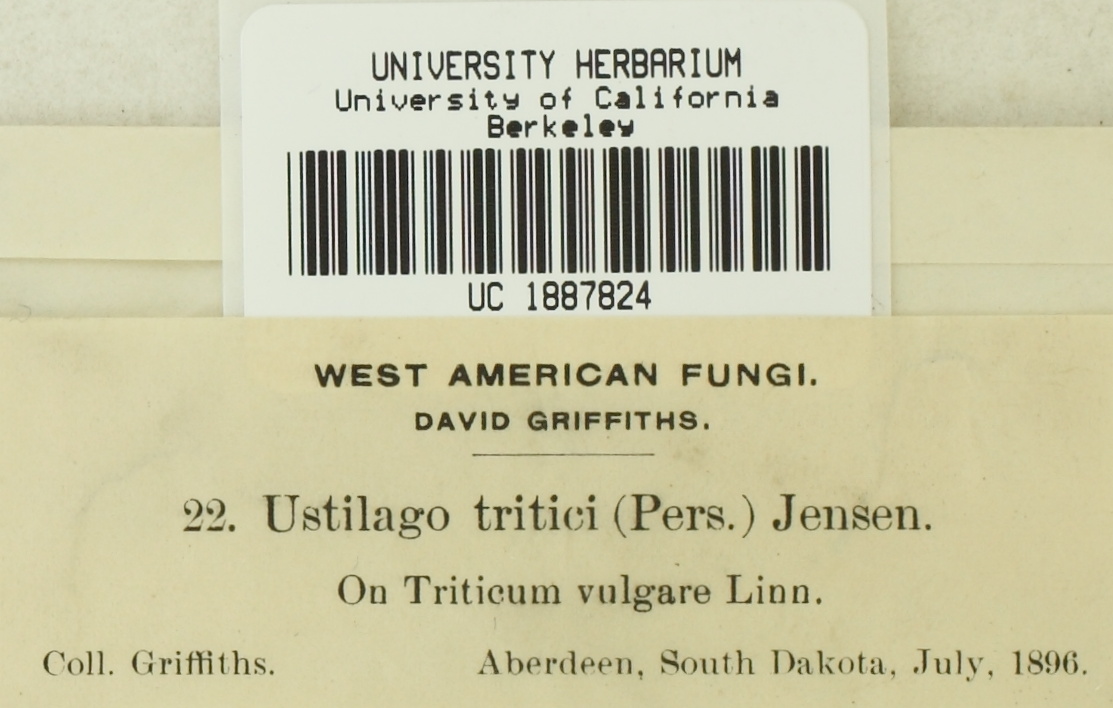 UNIVERSITY HERBARIUM
University of California
Berkeley
UC 1887824
WEST AMERICAN FUNGI.
DAVID GRIFFITHS.
22. Ustilago tritici (Pers.) Jensen.
On Triticum vulgare Linn.
Coll. Griffiths. Aberdeen, South Dakota, July, 1896.